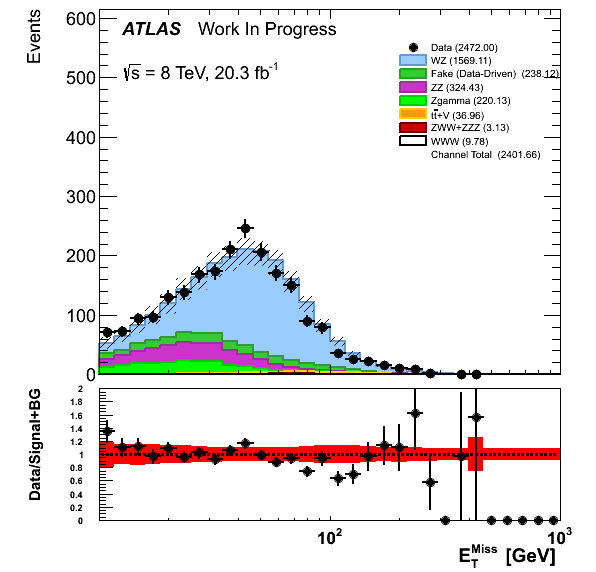 Events
600
500
400
300
200
100
0
ATLAS Work In Progress
√s = 8 TeV, 20.3 fb⁻¹
Data (2472.00)
WZ (1569.11)
Fake (Data-Driven) (238.12)
ZZ (324.43)
Zgamma (220.13)
tt̄+V (36.96)
ZWW+ZZZ (3.13)
WWW (9.78)
Channel Total (2401.66)
Data/Signal+BG
2
1.8
1.6
1.4
1.2
1
0.8
0.6
0.4
0.2
0
10² 10³
E_T^Miss [GeV]